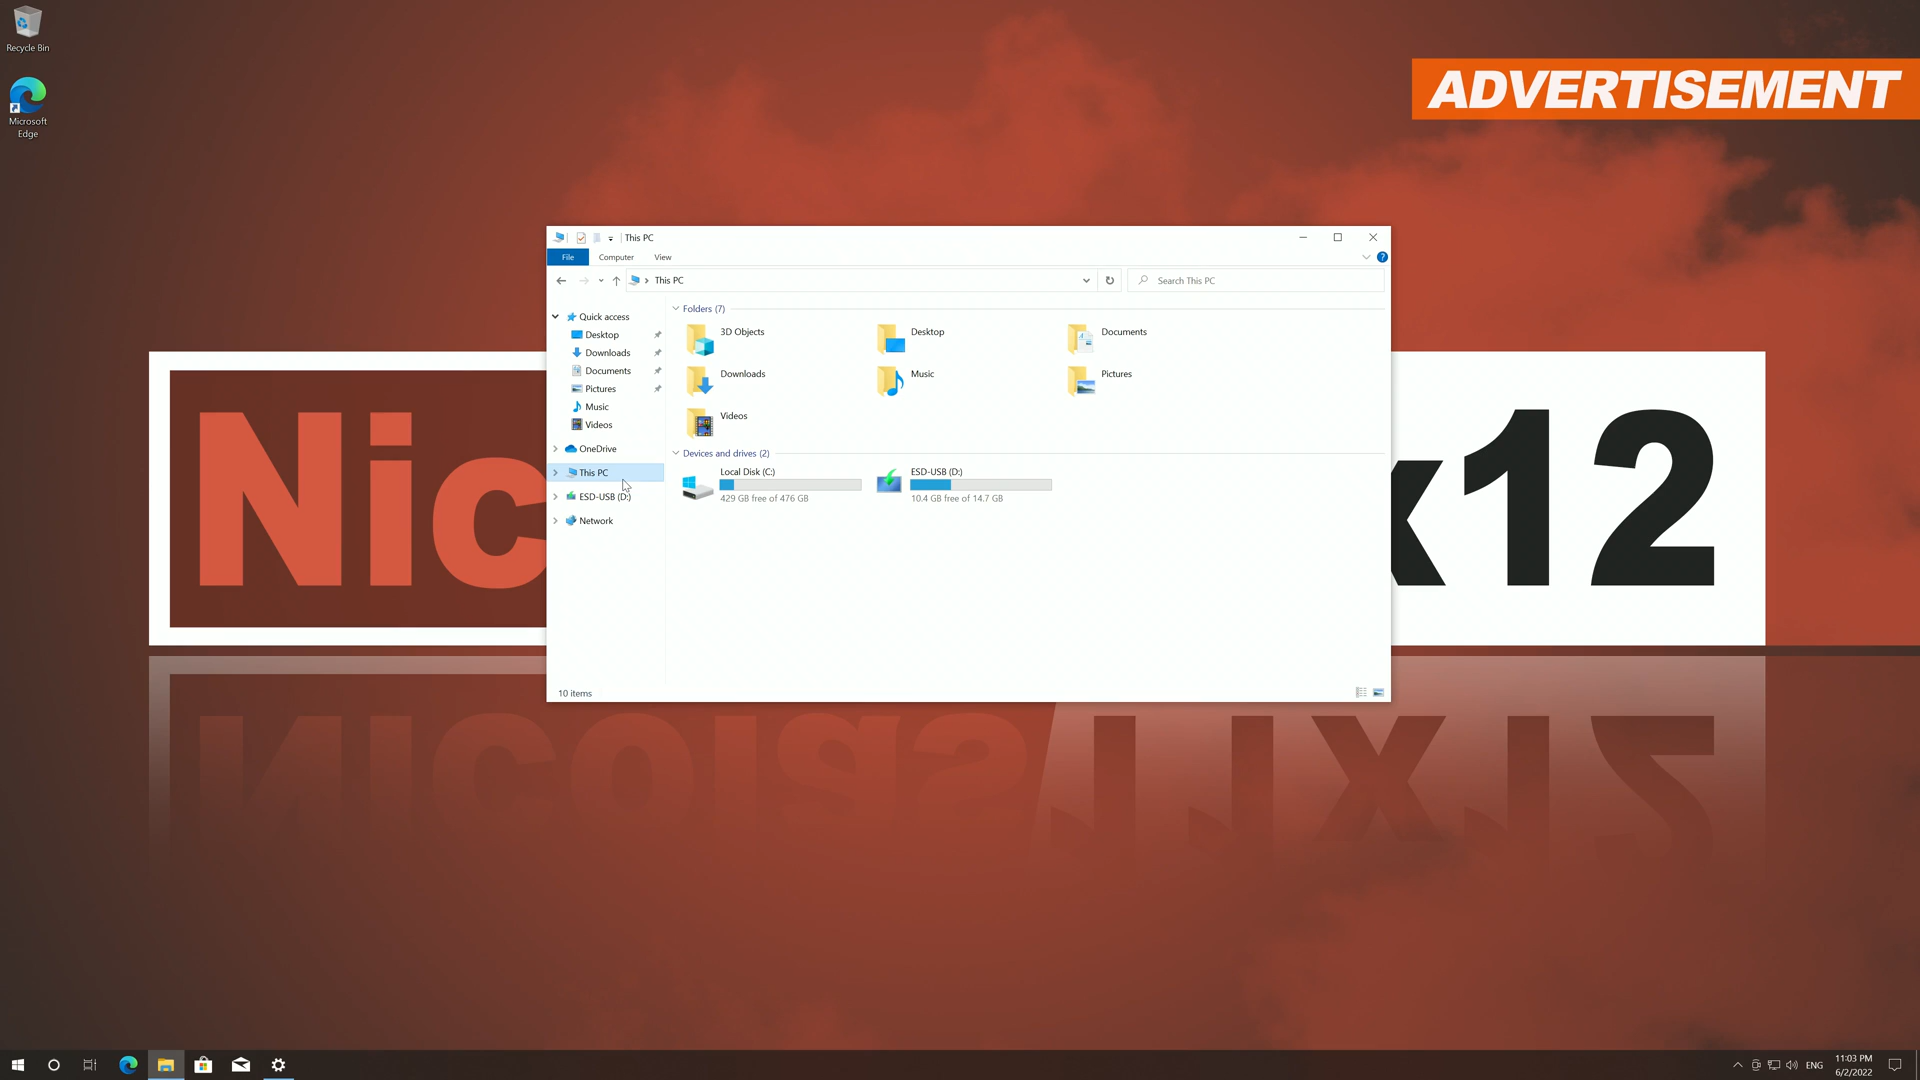 Recycle Bin
Microsoft
Edge
ADVERTISEMENT
This PC
File
Computer
View
This PC
Search This PC
Quick access
Desktop
Downloads
Documents
Pictures
Music
Videos
OneDrive
This PC
ESD-USB (D:)
Network
Folders (7)
3D Objects
Desktop
Documents
Downloads
Music
Pictures
Videos
Devices and drives (2)
Local Disk (C:)
429 GB free of 476 GB
ESD-USB (D:)
10.4 GB free of 14.7 GB
10 items
Nic
x12
ENG
11:03 PM
6/2/2022